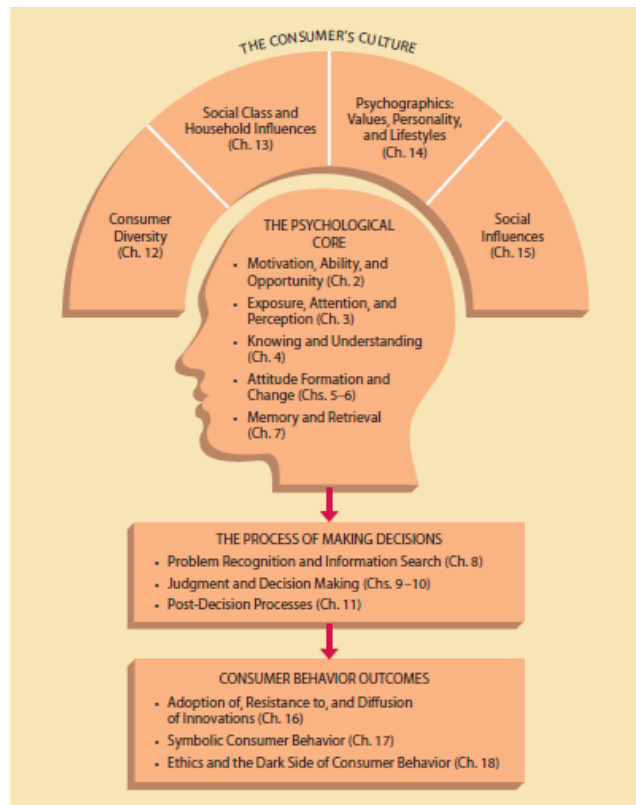 THE CONSUMER'S CULTURE
Social Class and
Household Influences
(Ch. 13)
Psychographics:
Values, Personality,
and Lifestyles
(Ch. 14)
Consumer
Diversity
(Ch. 12)
Social
Influences
(Ch. 15)
THE PSYCHOLOGICAL
CORE
• Motivation, Ability, and
Opportunity (Ch. 2)
• Exposure, Attention, and
Perception (Ch. 3)
• Knowing and Understanding
(Ch. 4)
• Attitude Formation and
Change (Chs. 5–6)
• Memory and Retrieval
(Ch. 7)
THE PROCESS OF MAKING DECISIONS
• Problem Recognition and Information Search (Ch. 8)
• Judgment and Decision Making (Chs. 9–10)
• Post-Decision Processes (Ch. 11)
CONSUMER BEHAVIOR OUTCOMES
• Adoption of, Resistance to, and Diffusion
of Innovations (Ch. 16)
• Symbolic Consumer Behavior (Ch. 17)
• Ethics and the Dark Side of Consumer Behavior (Ch. 18)